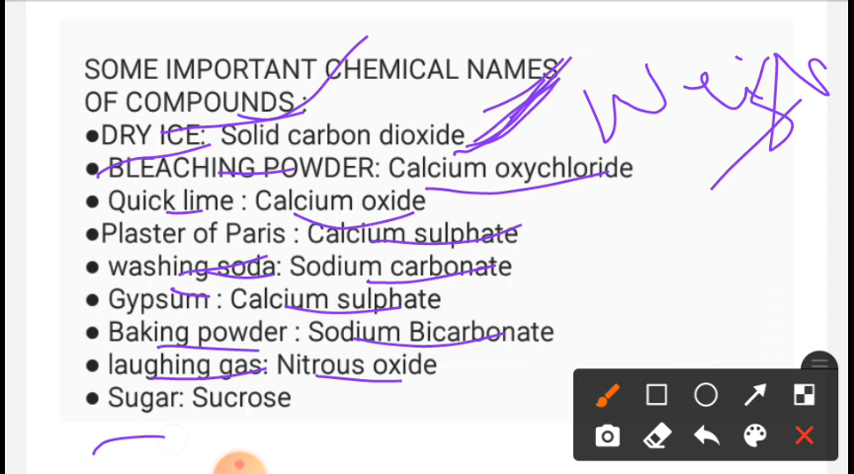 SOME IMPORTANT CHEMICAL NAMES
OF COMPOUNDS :
●DRY ICE: Solid carbon dioxide
● BLEACHING POWDER: Calcium oxychloride
● Quick lime : Calcium oxide
●Plaster of Paris : Calcium sulphate
● washing soda: Sodium carbonate
● Gypsum : Calcium sulphate
● Baking powder : Sodium Bicarbonate
● laughing gas: Nitrous oxide
● Sugar: Sucrose